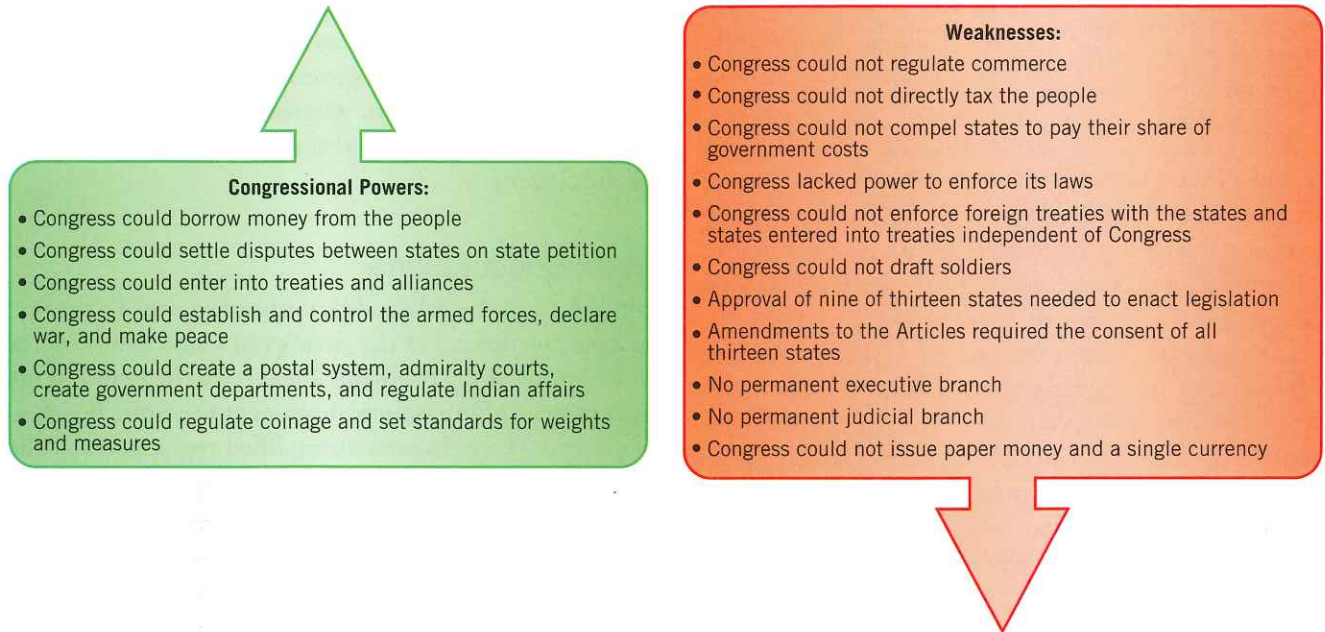 Congressional Powers:
• Congress could borrow money from the people
• Congress could settle disputes between states on state petition
• Congress could enter into treaties and alliances
• Congress could establish and control the armed forces, declare
war, and make peace
• Congress could create a postal system, admiralty courts,
create government departments, and regulate Indian affairs
• Congress could regulate coinage and set standards for weights
and measures
Weaknesses:
• Congress could not regulate commerce
• Congress could not directly tax the people
• Congress could not compel states to pay their share of
government costs
• Congress lacked power to enforce its laws
• Congress could not enforce foreign treaties with the states and
states entered into treaties independent of Congress
• Congress could not draft soldiers
• Approval of nine of thirteen states needed to enact legislation
• Amendments to the Articles required the consent of all
thirteen states
• No permanent executive branch
• No permanent judicial branch
• Congress could not issue paper money and a single currency